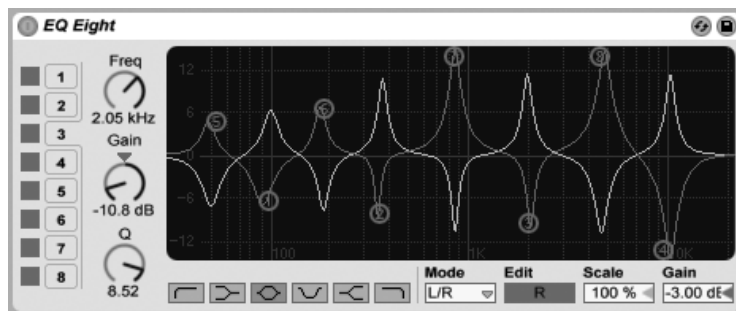 EQ Eight
1
2
3
4
5
6
7
8
Freq
2.05 kHz
Gain
-10.8 dB
Q
8.52
12
6
0
-6
-12
100
1K
5
1
6
2
7
3
8
4
Mode
L/R
Edit
R
Scale
100 %
Gain
-3.00 dB